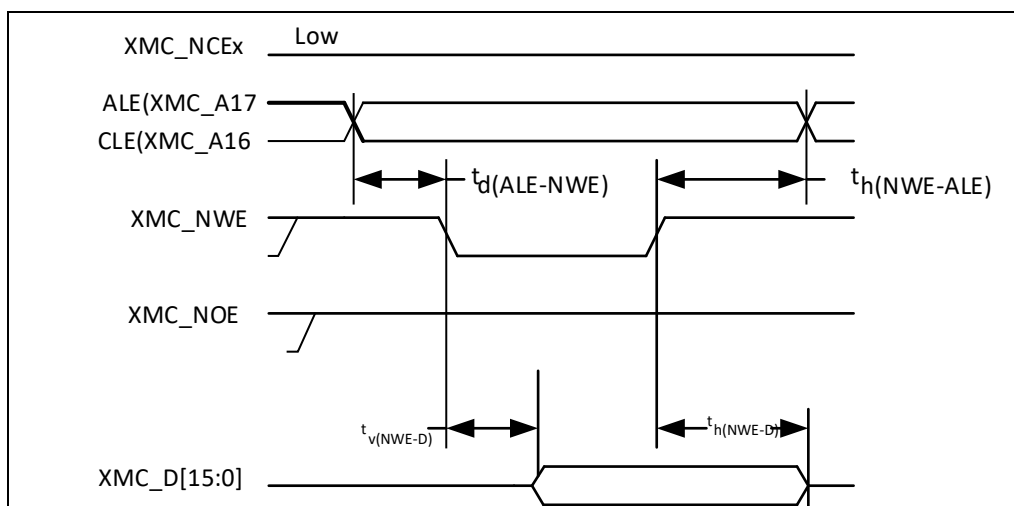 XMC_NCEx
Low
ALE(XMC_A17
CLE(XMC_A16
td(ALE-NWE)
th(NWE-ALE)
XMC_NWE
XMC_NOE
tv(NWE-D)
th(NWE-D)
XMC_D[15:0]